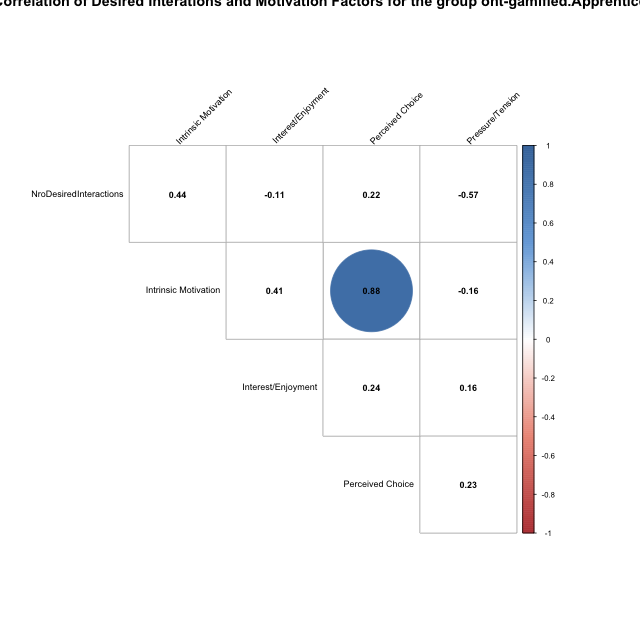 Correlation of Desired Interations and Motivation Factors for the group ont-gamified.Apprentice
Intrinsic Motivation
Interest/Enjoyment
Perceived Choice
Pressure/Tension
NroDesiredInteractions 0.44 -0.11 0.22 -0.57
Intrinsic Motivation 0.41 0.88 -0.16
Interest/Enjoyment 0.24 0.16
Perceived Choice 0.23
1
0.8
0.6
0.4
0.2
0
-0.2
-0.4
-0.6
-0.8
-1